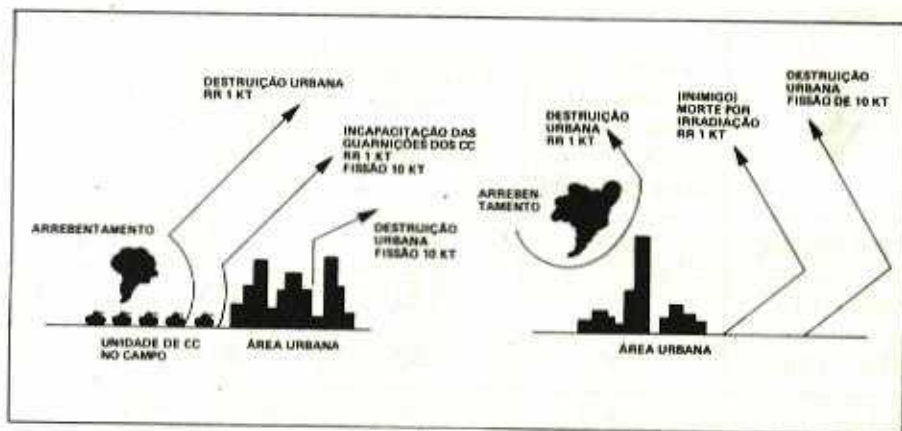 DESTRUIÇÃO URBANA
RR 1 KT
INCAPACITAÇÃO DAS
GUARNIÇÕES DOS CC
RR 1 KT
FISSÃO 10 KT
ARREBENTAMENTO
DESTRUIÇÃO
URBANA
FISSÃO 10 KT
UNIDADE DE CC
NO CAMPO
ÁREA URBANA
DESTRUIÇÃO
URBANA
RR 1 KT
(INIMIGO)
MORTE POR
IRRADIAÇÃO
RR 1 KT
DESTRUIÇÃO
URBANA
FISSÃO DE 10 KT
ARREBEN-
TAMENTO
ÁREA URBANA